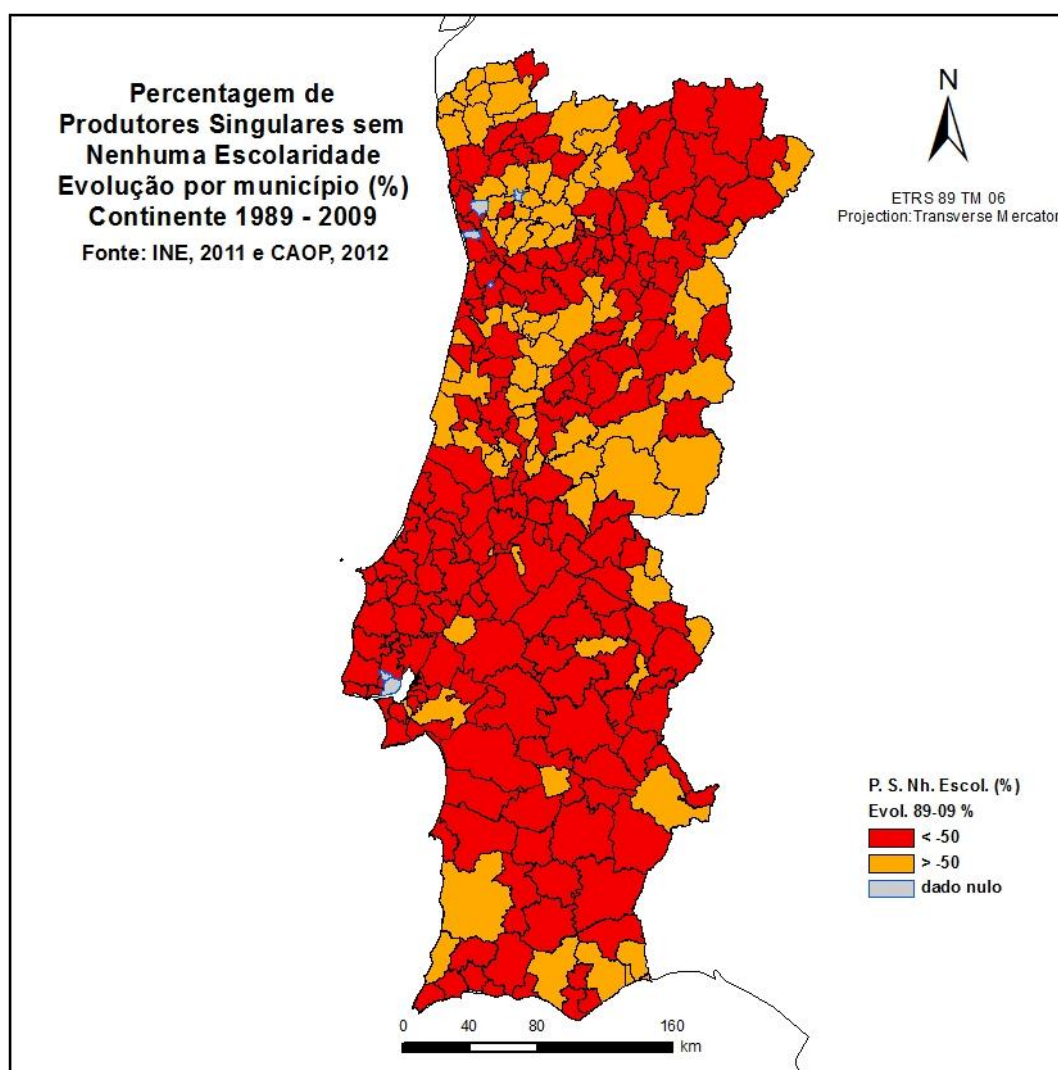 Percentagem de
Produtores Singulares sem
Nenhuma Escolaridade
Evolução por município (%)
Continente 1989 - 2009
Fonte: INE, 2011 e CAOP, 2012
N
ETRS 89 TM 06
Projection: Transverse Mercator
P. S. Nh. Escol. (%)
Evol. 89-09 %
< -50
> -50
dado nulo
0 40 80 160
km